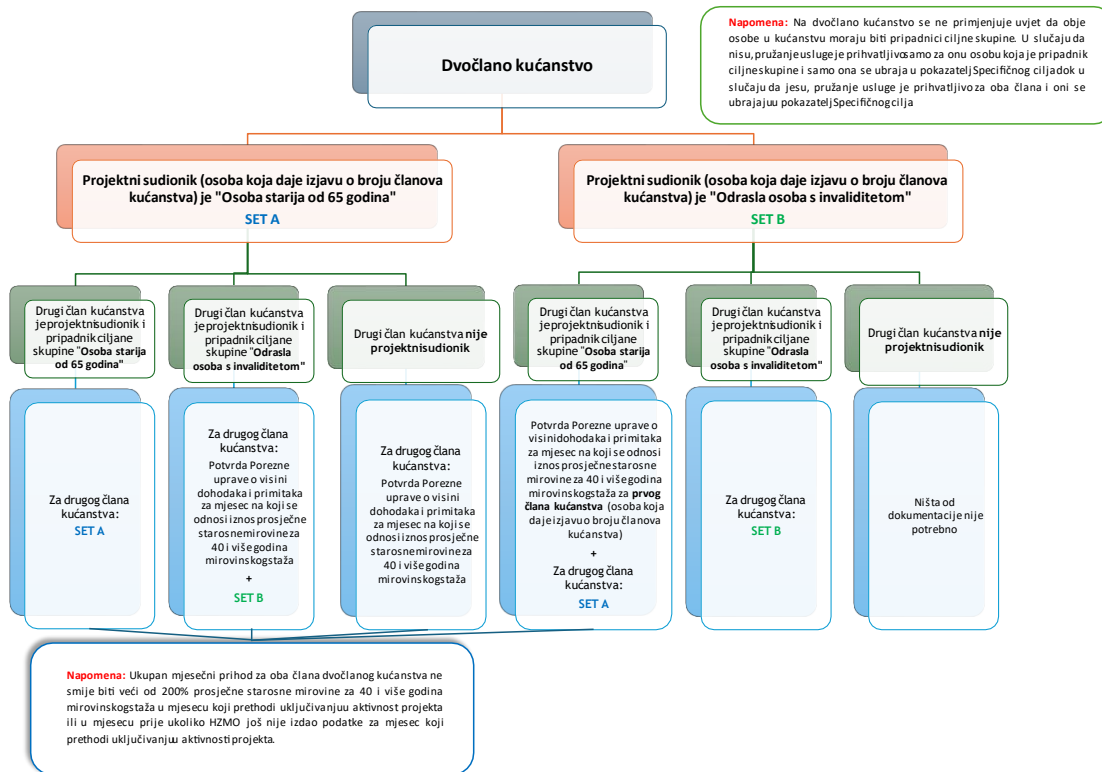 Napomena: Na dvočlano kućanstvo se ne primjenjuje uvjet da obje
osobe u kućanstvu moraju biti pripadnici ciljne skupine. U slučaju da
nisu, pružanje usluge je prihvatljivo samo za onu osobu koja je pripadnik
ciljne skupine i samo ona se ubraja u pokazatelj Specifičnog cilja dok u
slučaju da jesu, pružanje usluge je prihvatljivo za oba člana i oni se
ubrajaju u pokazatelj Specifičnog cilja
Dvočlano kućanstvo
Projektni sudionik (osoba koja daje izjavu o broju članova
kućanstva) je "Osoba starija od 65 godina"
SET A
Projektni sudionik (osoba koja daje izjavu o broju članova
kućanstva) je "Odrasla osoba s invaliditetom"
SET B
Drugi član kućanstva
je projektni sudionik i
pripadnik ciljane
skupine "Osoba starija
od 65 godina"
Drugi član kućanstva
je projektni sudionik i
pripadnik ciljane
skupine "Odrasla
osoba s invaliditetom"
Drugi član kućanstva nije
projektni sudionik
Drugi član kućanstva
je projektni sudionik i
pripadnik ciljane
skupine "Osoba starija
od 65 godina"
Drugi član kućanstva
je projektni sudionik i
pripadnik ciljane
skupine "Odrasla
osoba s invaliditetom"
Drugi član kućanstva nije
projektni sudionik
Za drugog člana
kućanstva:
SET A
Za drugog člana
kućanstva:
Potvrda Porezne
uprave o visini
dohodaka i primitaka
za mjesec na koji se
odnosi iznos prosječne
starosne mirovine za
40 i više godina
mirovinskog staža
+
SET B
Za drugog člana
kućanstva:
Potvrda Porezne
uprave o visini
dohodaka i primitaka
za mjesec na koji se
odnosi iznos prosječne
starosne mirovine za
40 i više godina
mirovinskog staža
Potvrda Porezne uprave o
visini dohodaka i primitaka
za mjesec na koji se odnosi
iznos prosječne starosne
mirovine za 40 i više godina
mirovinskog staža za prvog
člana kućanstva (osoba koja
daje izjavu o broju članova
kućanstva)
+
Za drugog člana
kućanstva:
SET A
Za drugog člana
kućanstva:
SET B
Ništa od
dokumentacije nije
potrebno
Napomena: Ukupan mjesečni prihod za oba člana dvočlanog kućanstva ne
smije biti veći od 200% prosječne starosne mirovine za 40 i više godina
mirovinskog staža u mjesecu koji prethodi uključivanju u aktivnost projekta
ili u mjesecu prije ukoliko HZMO još nije izdao podatke za mjesec koji
prethodi uključivanju u aktivnosti projekta.